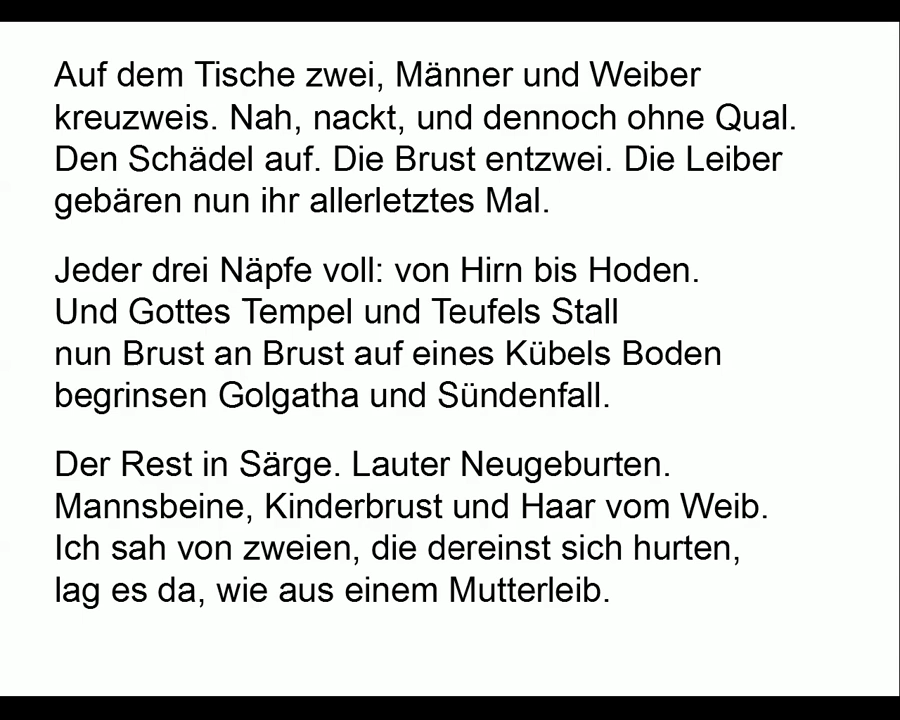 Auf dem Tische zwei, Männer und Weiber
kreuzweis. Nah, nackt, und dennoch ohne Qual.
Den Schädel auf. Die Brust entzwei. Die Leiber
gebären nun ihr allerletztes Mal.
Jeder drei Näpfe voll: von Hirn bis Hoden.
Und Gottes Tempel und Teufels Stall
nun Brust an Brust auf eines Kübels Boden
begrinsen Golgatha und Sündenfall.
Der Rest in Särge. Lauter Neugeburten.
Mannsbeine, Kinderbrust und Haar vom Weib.
Ich sah von zweien, die dereinst sich hurten,
lag es da, wie aus einem Mutterleib.